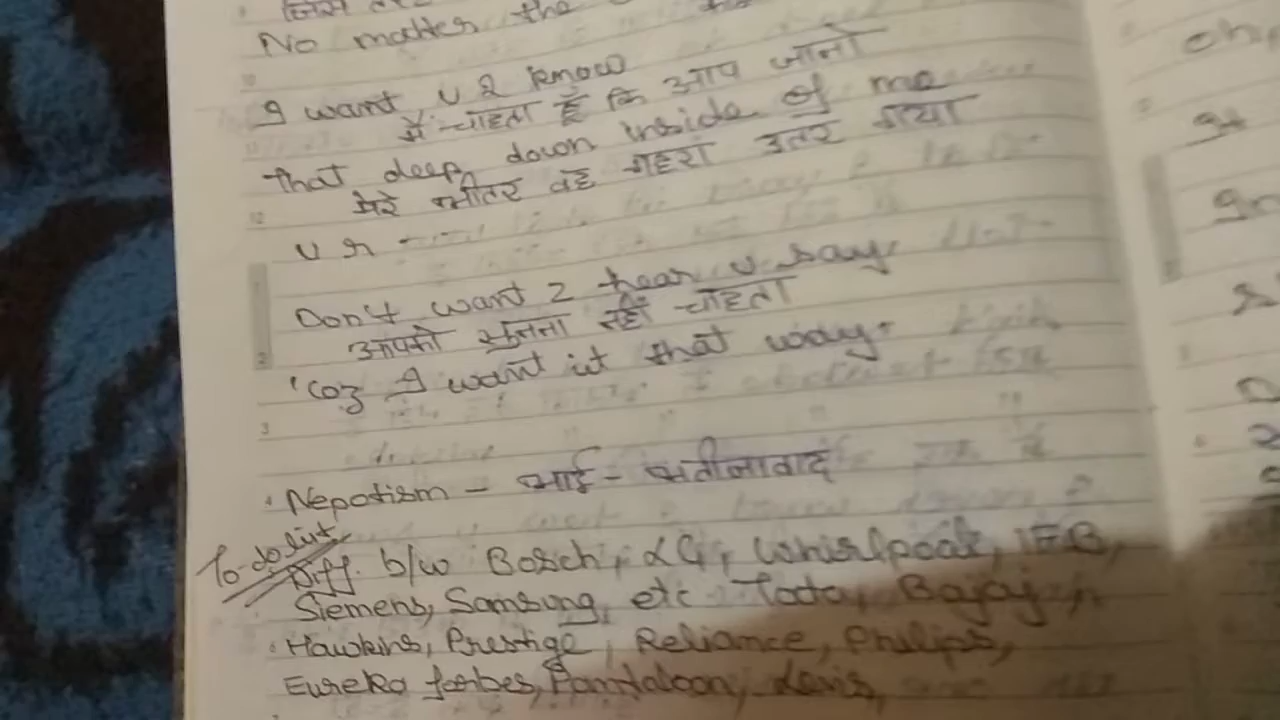 जिस
No matter the
I want, U 2 know
मैं चाहता हूँ कि आप जानो
that deep down inside of me
मेरे भीतर वह गहरा उतर गया
U r
Don't want 2 hear u say
आपको सुनना नहीं चाहता
'Coz I want it that way.
Nepotism - भाई - भतीजावाद
To-do list
Diff. b/w Bosch, LG, Whirlpool, IFB,
Siemens, Samsung, etc Tata, Bajaj,
Hawkins, Prestige, Reliance, Philips,
Eureka forbes, Pantaloon, Levis,